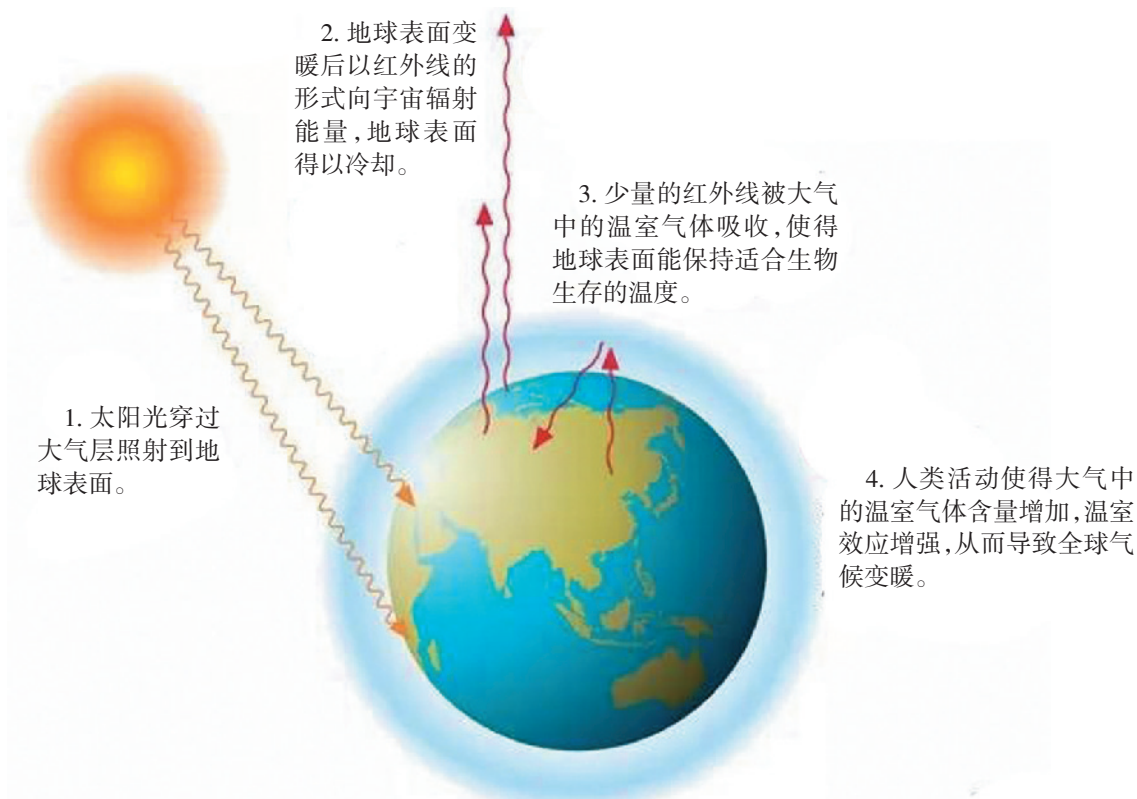 2. 地球表面变
暖后以红外线的
形式向宇宙辐射
能量,地球表面
得以冷却。
3. 少量的红外线被大气
中的温室气体吸收,使得
地球表面能保持适合生物
生存的温度。
1. 太阳光穿过
大气层照射到地
球表面。
4. 人类活动使得大气中
的温室气体含量增加,温室
效应增强,从而导致全球气
候变暖。